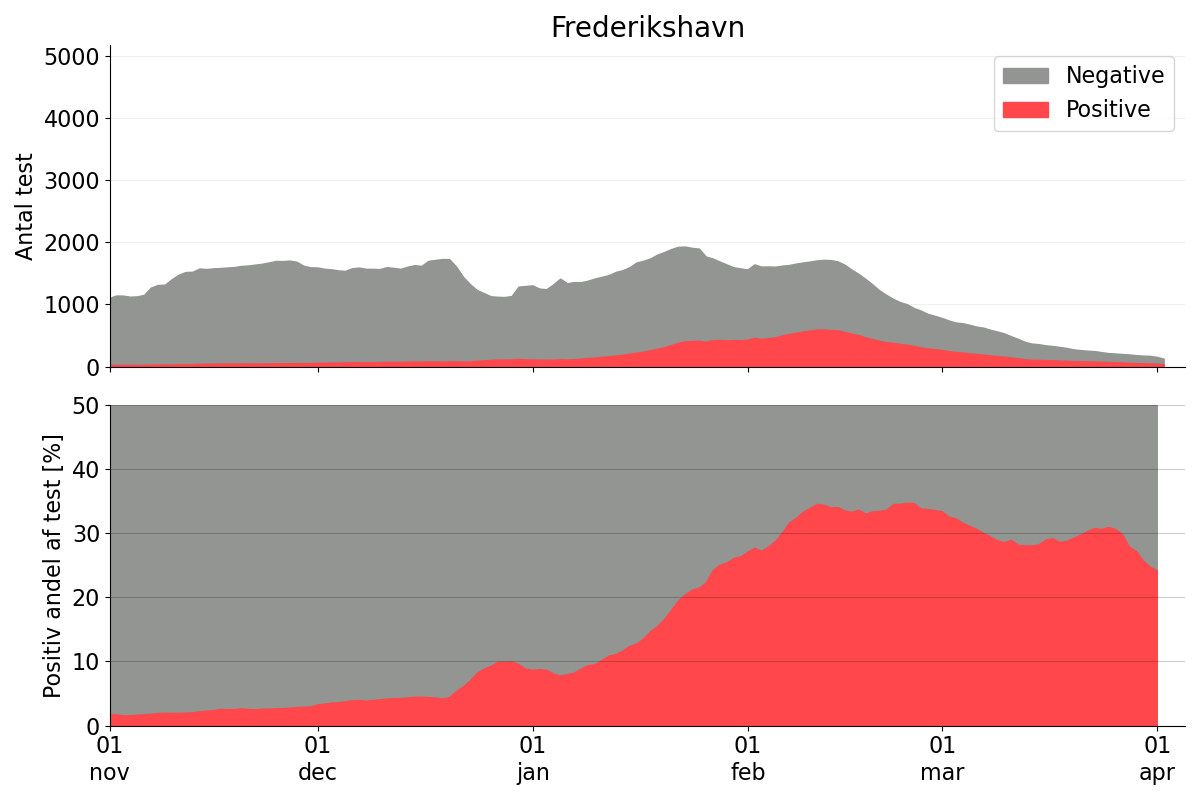 Frederikshavn
Antal test
5000
4000
3000
2000
1000
0
Negative
Positive
Positiv andel af test [%]
50
40
30
20
10
0
01 01 01 01 01 01
nov dec jan feb mar apr